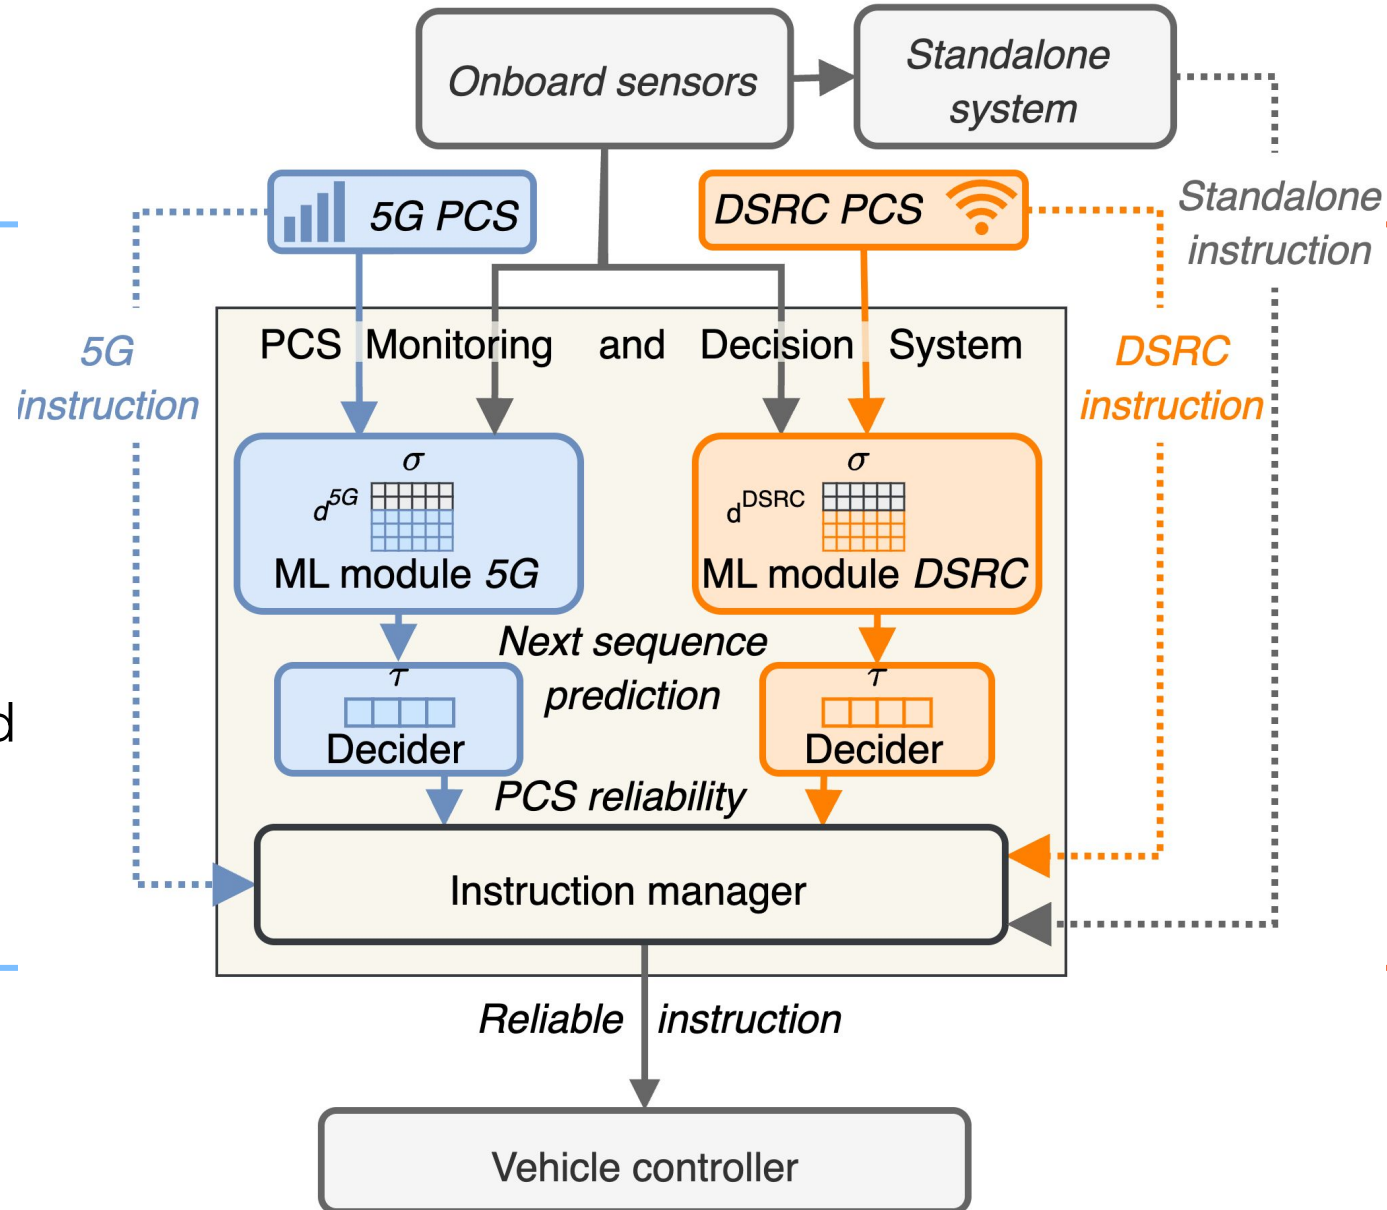 Onboard sensors
Standalone
system
5G PCS
DSRC PCS
Standalone
instruction
PCS Monitoring and Decision System
5G
instruction
DSRC
instruction
σ
d^5G
ML module 5G
σ
d^DSRC
ML module DSRC
Next sequence
prediction
τ
Decider
τ
Decider
PCS reliability
d
Instruction manager
Reliable instruction
Vehicle controller